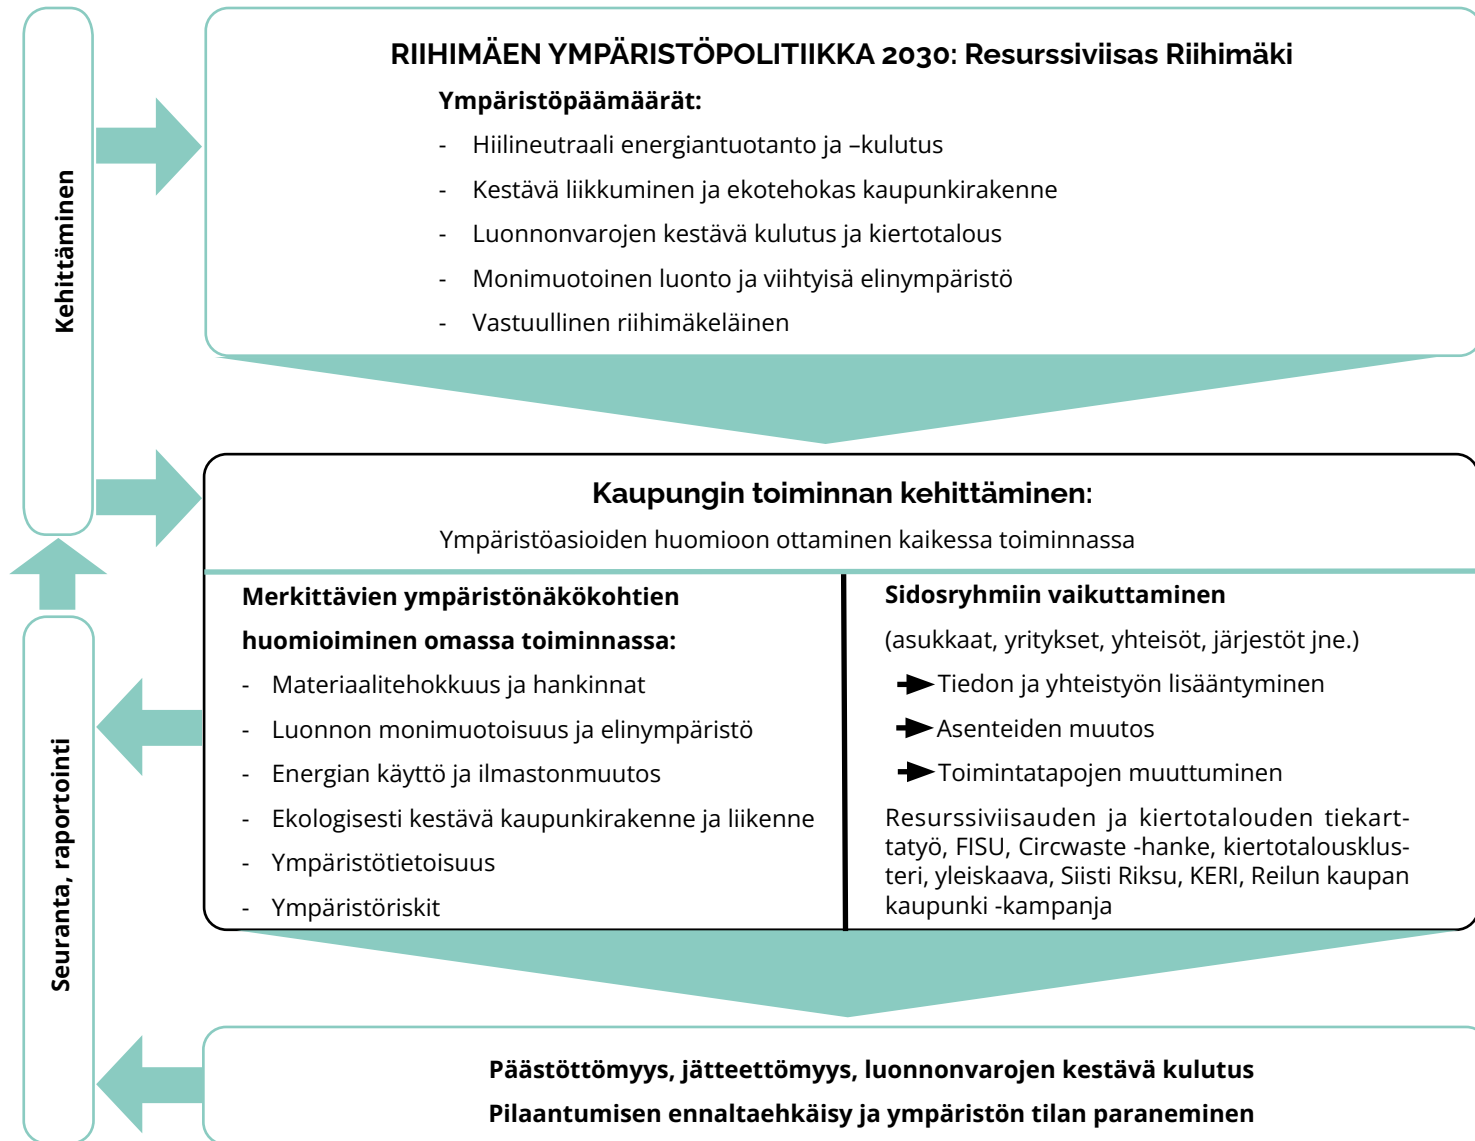 Kehittäminen
RIIHIMÄEN YMPÄRISTÖPOLITIIKKA 2030: Resurssiviisas Riihimäki
Ympäristöpäämäärät:
- Hiilineutraali energiantuotanto ja –kulutus
- Kestävä liikkuminen ja ekotehokas kaupunkirakenne
- Luonnonvarojen kestävä kulutus ja kiertotalous
- Monimuotoinen luonto ja viihtyisä elinympäristö
- Vastuullinen riihimäkeläinen
Kaupungin toiminnan kehittäminen:
Ympäristöasioiden huomioon ottaminen kaikessa toiminnassa
Seuranta, raportointi
Merkittävien ympäristönäkökohtien
huomioiminen omassa toiminnassa:
- Materiaalitehokkuus ja hankinnat
- Luonnon monimuotoisuus ja elinympäristö
- Energian käyttö ja ilmastonmuutos
- Ekologisesti kestävä kaupunkirakenne ja liikenne
- Ympäristötietoisuus
- Ympäristöriskit
Sidosryhmiin vaikuttaminen
(asukkaat, yritykset, yhteisöt, järjestöt jne.)
Tiedon ja yhteistyön lisääntyminen
Asenteiden muutos
Toimintatapojen muuttuminen
Resurssiviisauden ja kiertotalouden tiekart-
tatyö, FISU, Circwaste -hanke, kiertotalousklus-
teri, yleiskaava, Siisti Riksu, KERI, Reilun kaupan
kaupunki -kampanja
Päästöttömyys, jätteettömyys, luonnonvarojen kestävä kulutus
Pilaantumisen ennaltaehkäisy ja ympäristön tilan paraneminen